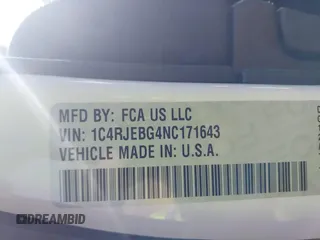 MFD BY: FCA US LLC
VIN: 1C4RJEBG4NC171643
VEHICLE MADE IN: U.S.A.
DREAMBID